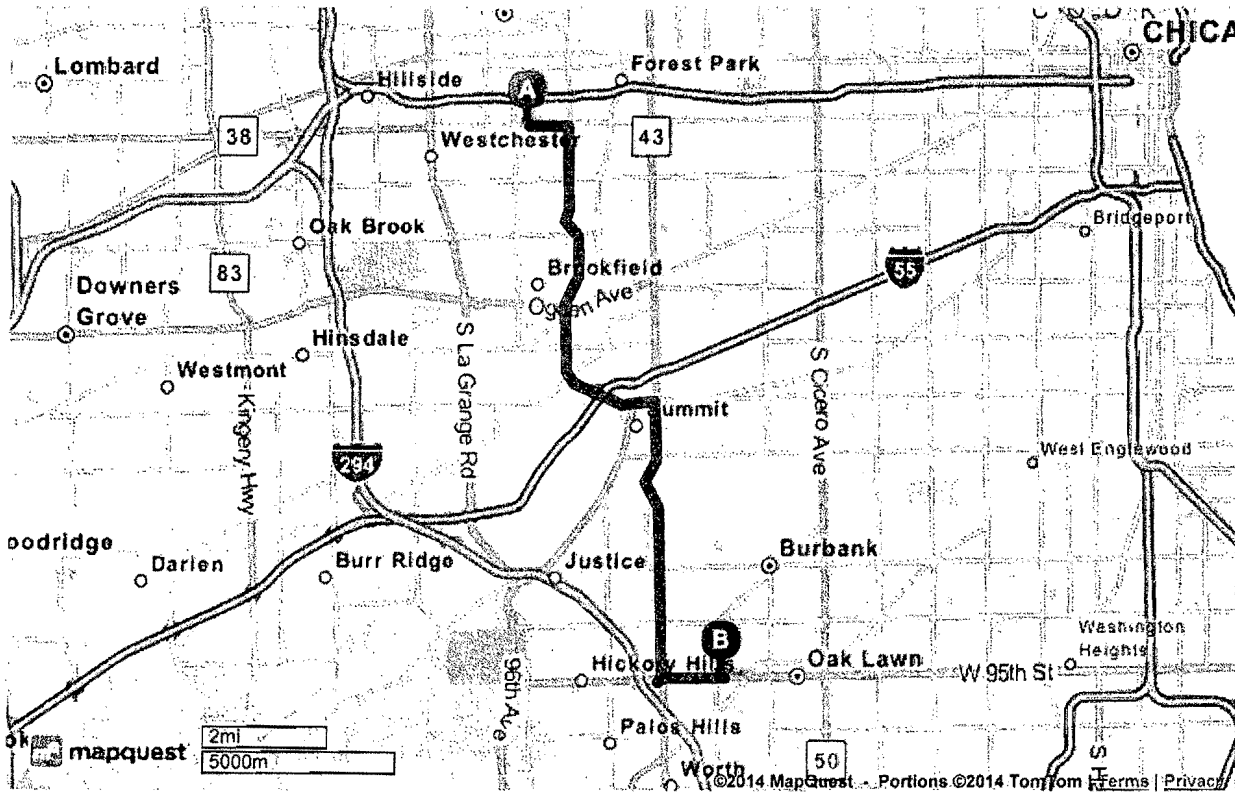 CHICA
Lombard
Hillside
A
Forest Park
38
Westchester
43
Oak Brook
Bridgeport
55
83
Brookfield
Ogden Ave
Downers
Grove
Hinsdale
Westmont
S La Grange Rd
S Cicero Ave
Kingery Hwy
ummit
294
West Englewood
oodridge
Darien
Burr Ridge
Justice
Burbank
B
Washington
Heights
Hickory Hills
Oak Lawn
W 95th St
96th Ave
Palos Hills
2mi
mapquest
5000m
50
Worth
S H
©2014 MapQuest - Portions ©2014 TomTom | Terms | Privacy